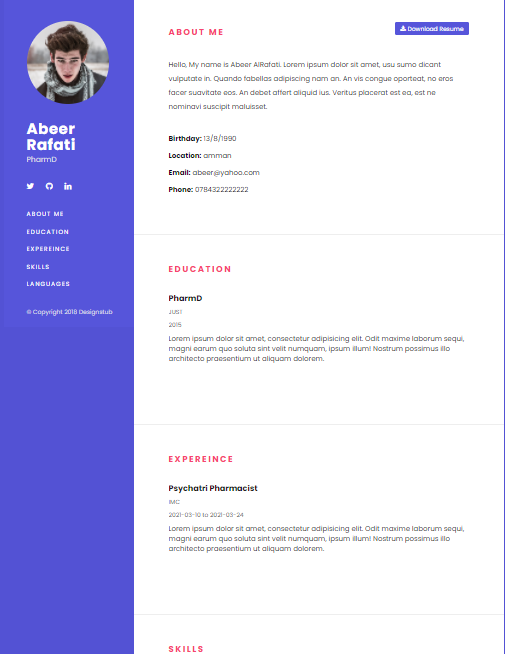 Abeer
Rafati
PharmD
ABOUT ME
EDUCATION
EXPEREINCE
SKILLS
LANGUAGES
© Copyright 2018 Designstub
ABOUT ME
Download Resume
Hello, My name is Abeer AlRafati. Lorem ipsum dolor sit amet, usu sumo dicant
vulputate in. Quando fabellas adipiscing nam an. An vis congue oporteat, no eros
facer suavitate eos. An debet affert aliquid ius. Veritus placerat est ea, est ne
nominavi suscipit maluisset.
Birthday: 13/9/1990
Location: amman
Email: abeer@yahoo.com
Phone: 0784322222222
EDUCATION
PharmD
JUST
2015
Lorem ipsum dolor sit amet, consectetur adipisicing elit. Odit maxime laborum sequi,
magni earum quo soluta sint velit numquam, ipsum illum! Nostrum possimus illo
architecto praesentium ut aliquam dolorem.
EXPEREINCE
Psychatri Pharmacist
IMC
2021-03-10 to 2021-03-24
Lorem ipsum dolor sit amet, consectetur adipisicing elit. Odit maxime laborum sequi,
magni earum quo soluta sint velit numquam, ipsum illum! Nostrum possimus illo
architecto praesentium ut aliquam dolorem.
SKILLS